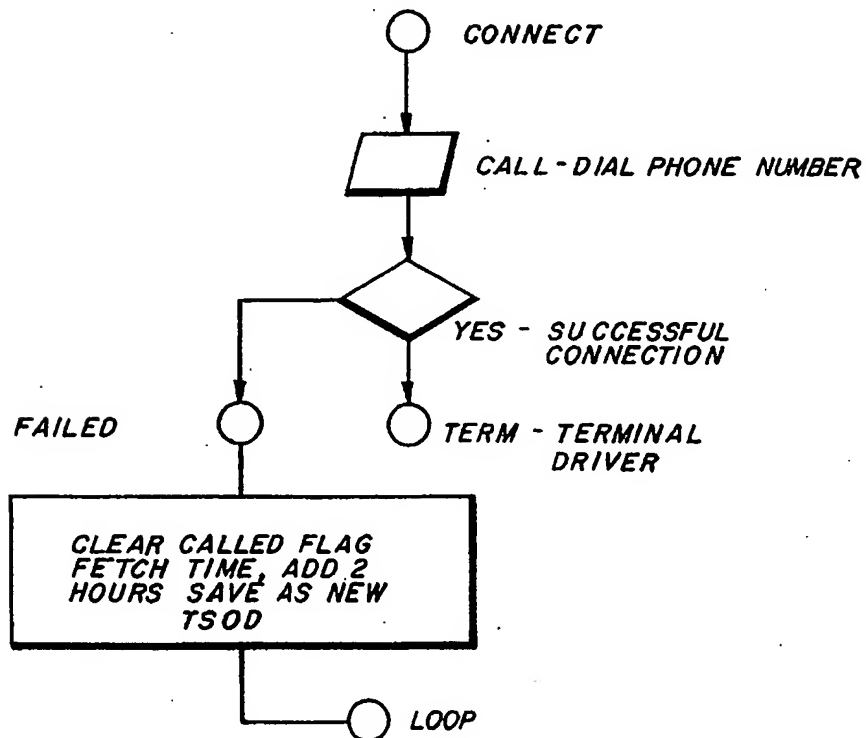 CONNECT
CALL-DIAL PHONE NUMBER
YES - SUCCESSFUL
CONNECTION
FAILED
TERM - TERMINAL
DRIVER
CLEAR CALLED FLAG
FETCH TIME, ADD 2
HOURS SAVE AS NEW
TSOD
LOOP